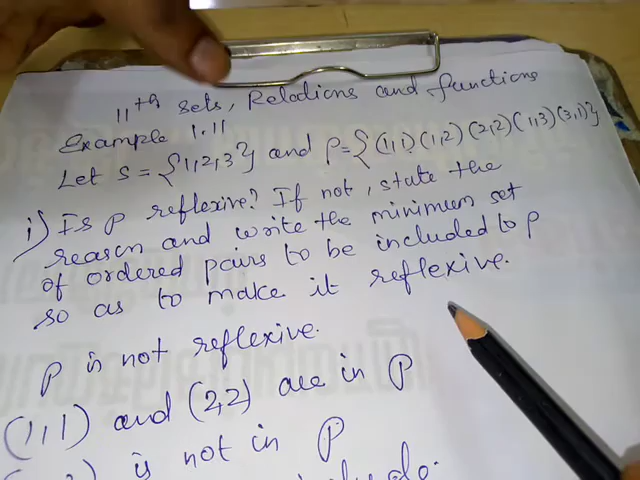 11th sets, Relations and functions
Example 1.11
Let S = {1,2,3} and ρ={(1,1)(1,2)(2,2)(1,3)(3,1)}
i) Is ρ reflexive? If not, state the
reason and write the minimum set
of ordered pairs to be included to ρ
so as to make it reflexive.
ρ is not reflexive.
(1,1) and (2,2) are in ρ
is not in ρ